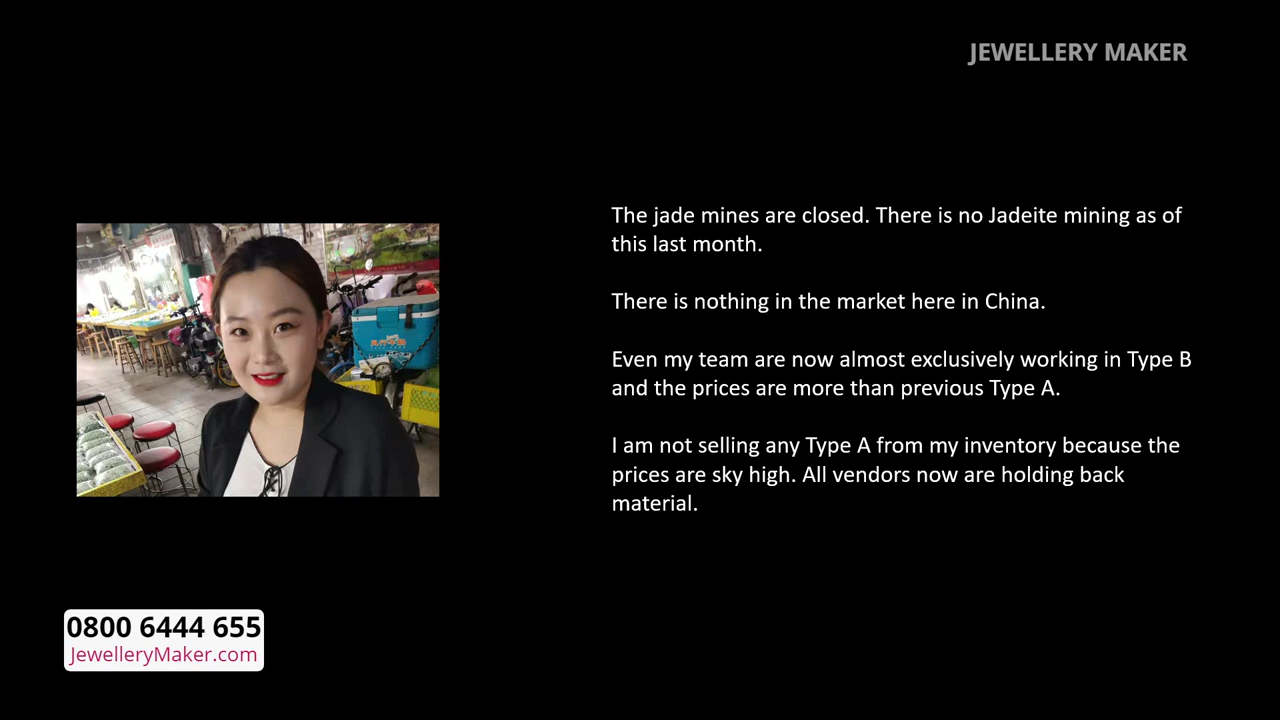 JEWELLERY MAKER
The jade mines are closed. There is no Jadeite mining as of
this last month.
There is nothing in the market here in China.
Even my team are now almost exclusively working in Type B
and the prices are more than previous Type A.
I am not selling any Type A from my inventory because the
prices are sky high. All vendors now are holding back
material.
0800 6444 655
JewelleryMaker.com